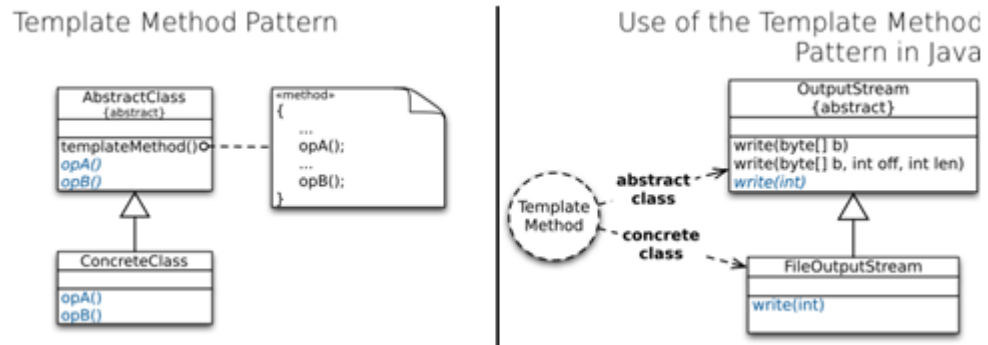 Template Method Pattern
AbstractClass
{abstract}
templateMethod()
opA()
opB()
«method»
{
...
opA();
...
opB();
}
ConcreteClass
opA()
opB()
Use of the Template Method
Pattern in Java
OutputStream
{abstract}
write(byte[] b)
write(byte[] b, int off, int len)
write(int)
Template
Method
abstract
class
concrete
class
FileOutputStream
write(int)